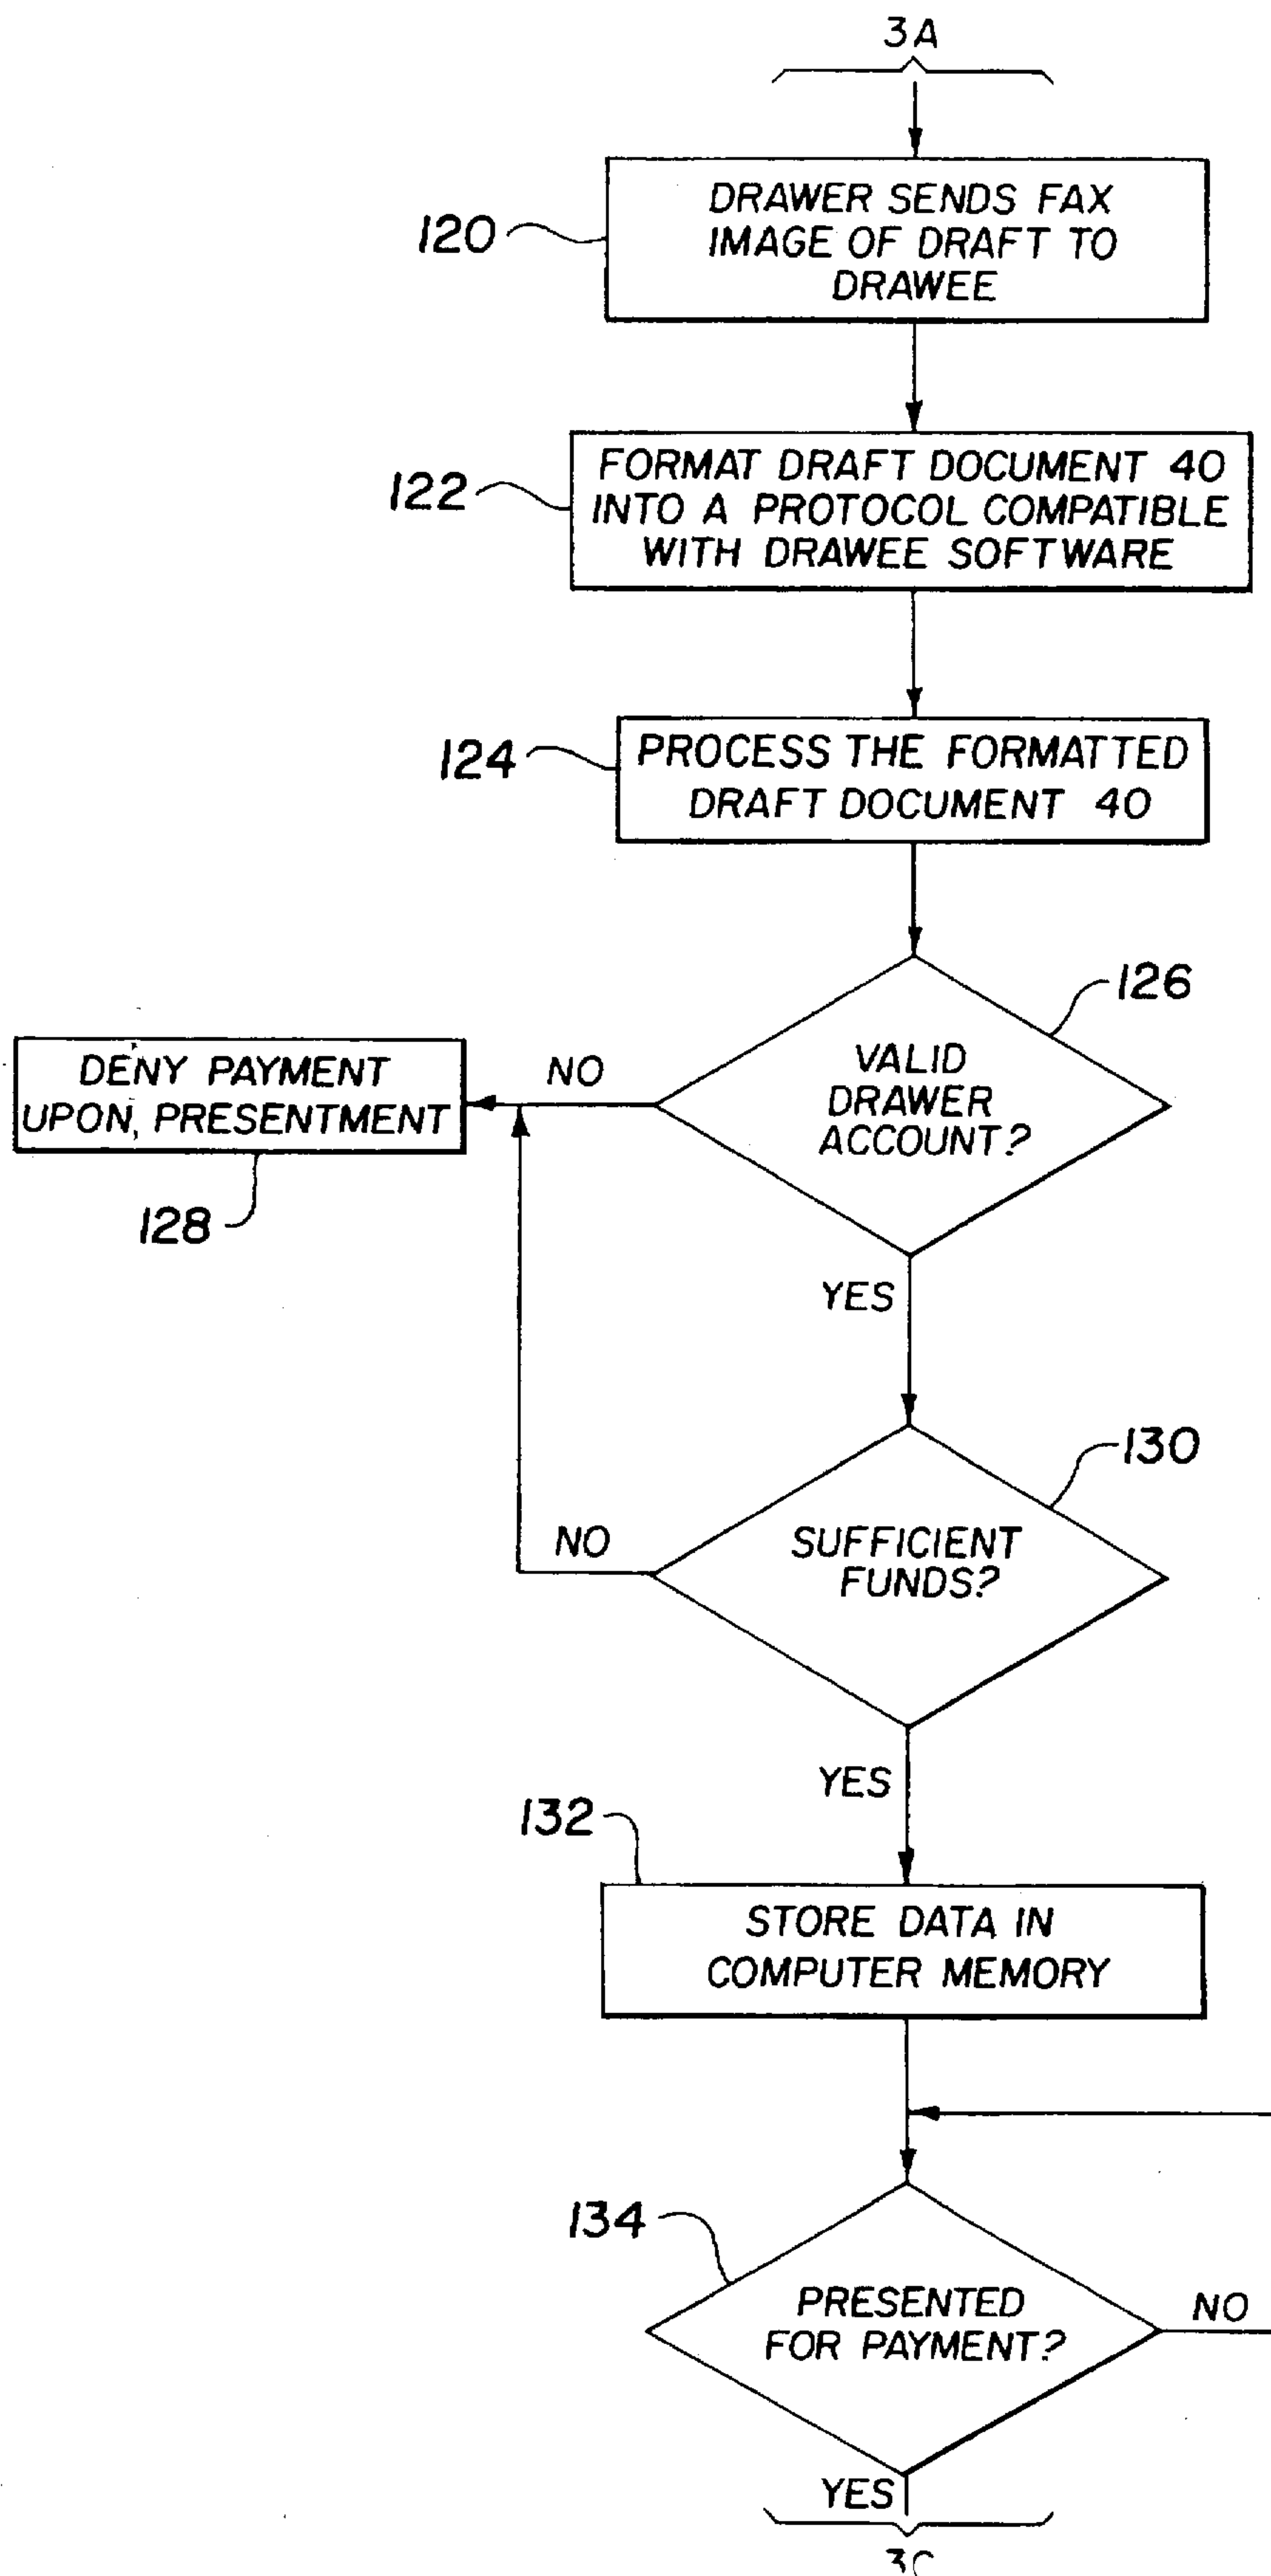 3A
120
DRAWER SENDS FAX
IMAGE OF DRAFT TO
DRAWEE
122
FORMAT DRAFT DOCUMENT 40
INTO A PROTOCOL COMPATIBLE
WITH DRAWEE SOFTWARE
124
PROCESS THE FORMATTED
DRAFT DOCUMENT 40
126
VALID
DRAWER
ACCOUNT?
NO
DENY PAYMENT
UPON, PRESENTMENT
128
YES
130
SUFFICIENT
FUNDS?
NO
YES
132
STORE DATA IN
COMPUTER MEMORY
134
PRESENTED
FOR PAYMENT?
NO
YES
3C